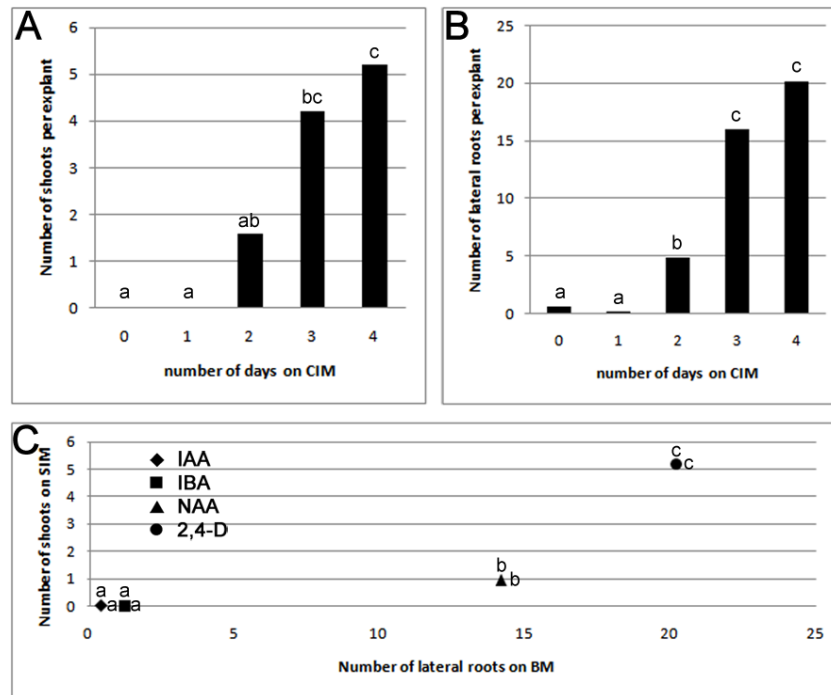 A
Number of shoots per explant
6
5
4
3
2
1
0
a
a
ab
bc
c
0 1 2 3 4
number of days on CIM
B
Number of lateral roots per explant
25
20
15
10
5
0
a
a
b
c
c
0 1 2 3 4
number of days on CIM
C
Number of shoots on SIM
6
5
4
3
2
1
0
IAA
IBA
NAA
2,4-D
a a
a a
b b
c c
0 5 10 15 20 25
Number of lateral roots on BM